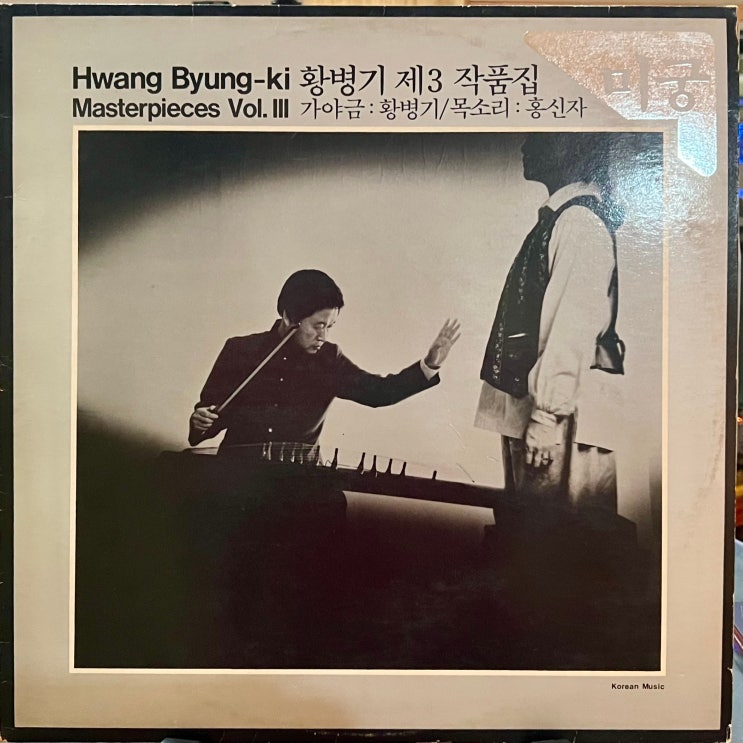 Hwang Byung-ki 황병기 제3 작품집
미궁
Masterpieces Vol. III 가야금 : 황병기/목소리 : 홍신자
Korean Music